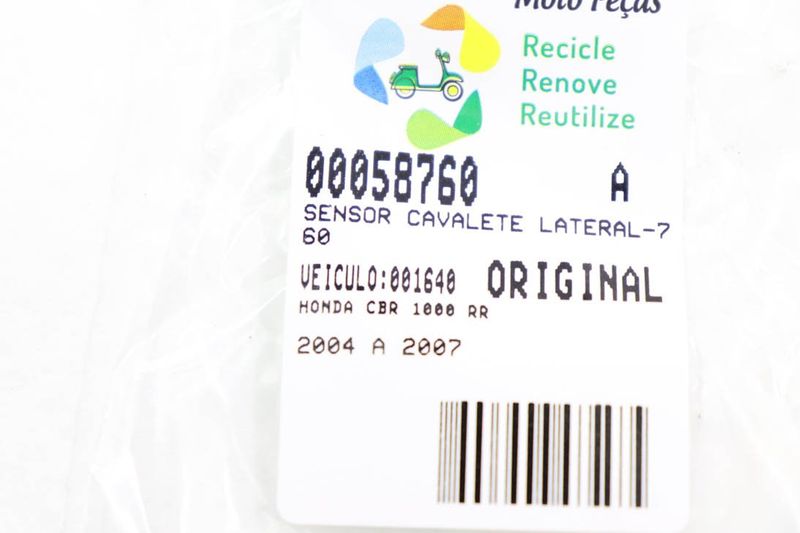 Moto Peças
Recicle
Renove
Reutilize
00058760 A
SENSOR CAVALETE LATERAL-7
60
VEICULO:001640 ORIGINAL
HONDA CBR 1000 RR
2004 A 2007